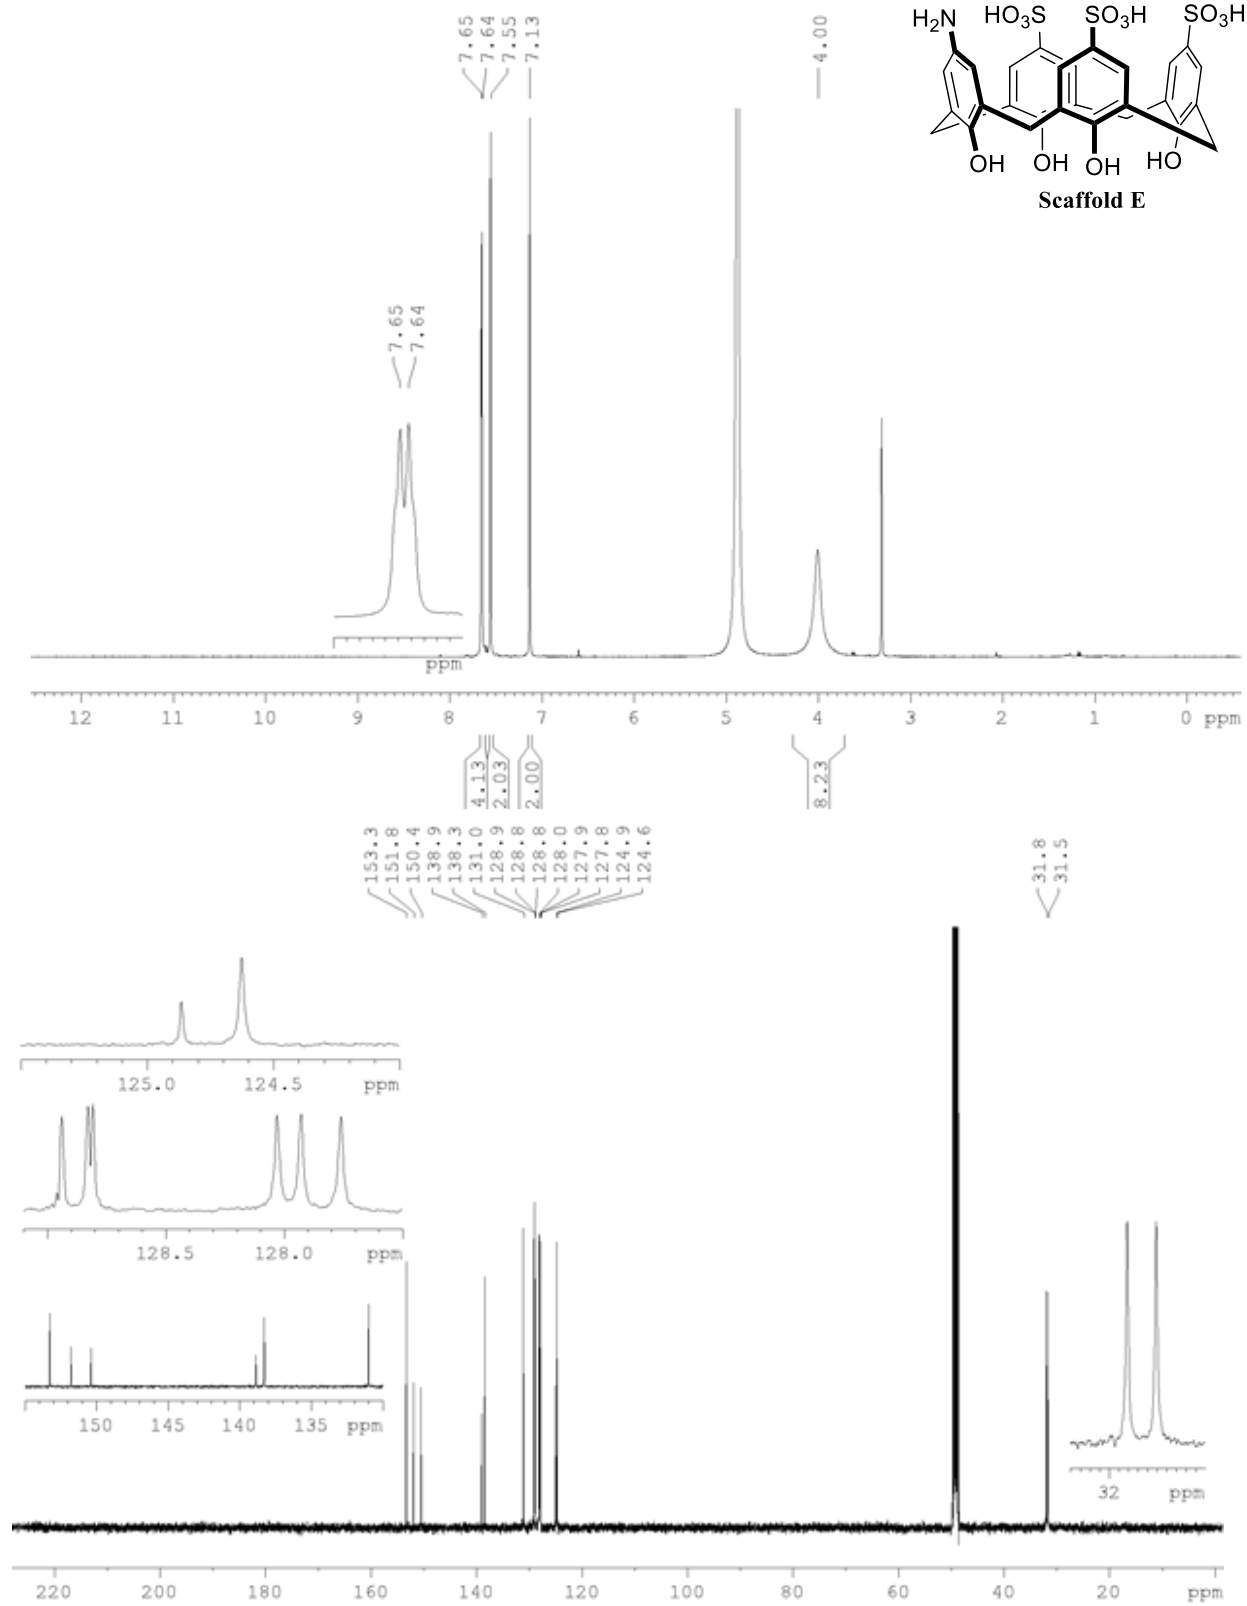 7.65
7.64
7.55
7.13
4.00
H₂N
HO₃S
SO₃H
SO₃H
OH
OH
OH
HO
Scaffold E
7.65
7.64
ppm
12 11 10 9 8 7 6 5 4 3 2 1 0 ppm
4.13
2.03
2.00
8.23
153.3
151.8
150.4
138.9
138.3
131.0
128.9
128.8
128.8
128.0
127.9
127.8
124.9
124.6
31.8
31.5
125.0 124.5 ppm
128.5 128.0 ppm
150 145 140 135 ppm
32 ppm
220 200 180 160 140 120 100 80 60 40 20 ppm